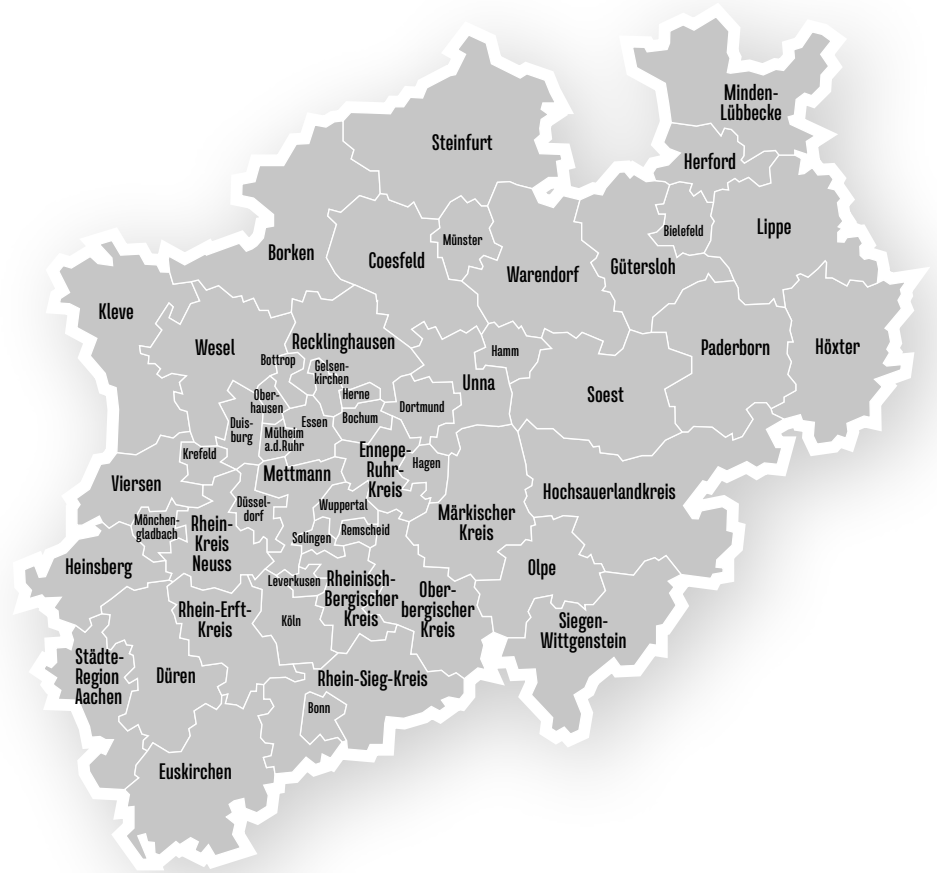 Minden-
Lübbecke
Steinfurt
Herford
Lippe
Bielefeld
Münster
Borken
Coesfeld
Warendorf
Gütersloh
Kleve
Wesel
Recklinghausen
Paderborn
Höxter
Hamm
Bottrop
Gelsen-
kirchen
Unna
Soest
Herne
Ober-
hausen
Dortmund
Bochum
Essen
Duis-
burg
Mülheim
a.d.Ruhr
Krefeld
Ennepe-
Ruhr-
Kreis
Hagen
Mettmann
Viersen
Hochsauerlandkreis
Düssel-
dorf
Wuppertal
Märkischer
Kreis
Mönchen-
gladbach
Rhein-
Kreis
Neuss
Remscheid
Solingen
Heinsberg
Olpe
Leverkusen
Rheinisch-
Bergischer
Kreis
Ober-
bergischer
Kreis
Rhein-Erft-
Kreis
Köln
Siegen-
Wittgenstein
Städte-
Region
Aachen
Düren
Rhein-Sieg-Kreis
Bonn
Euskirchen